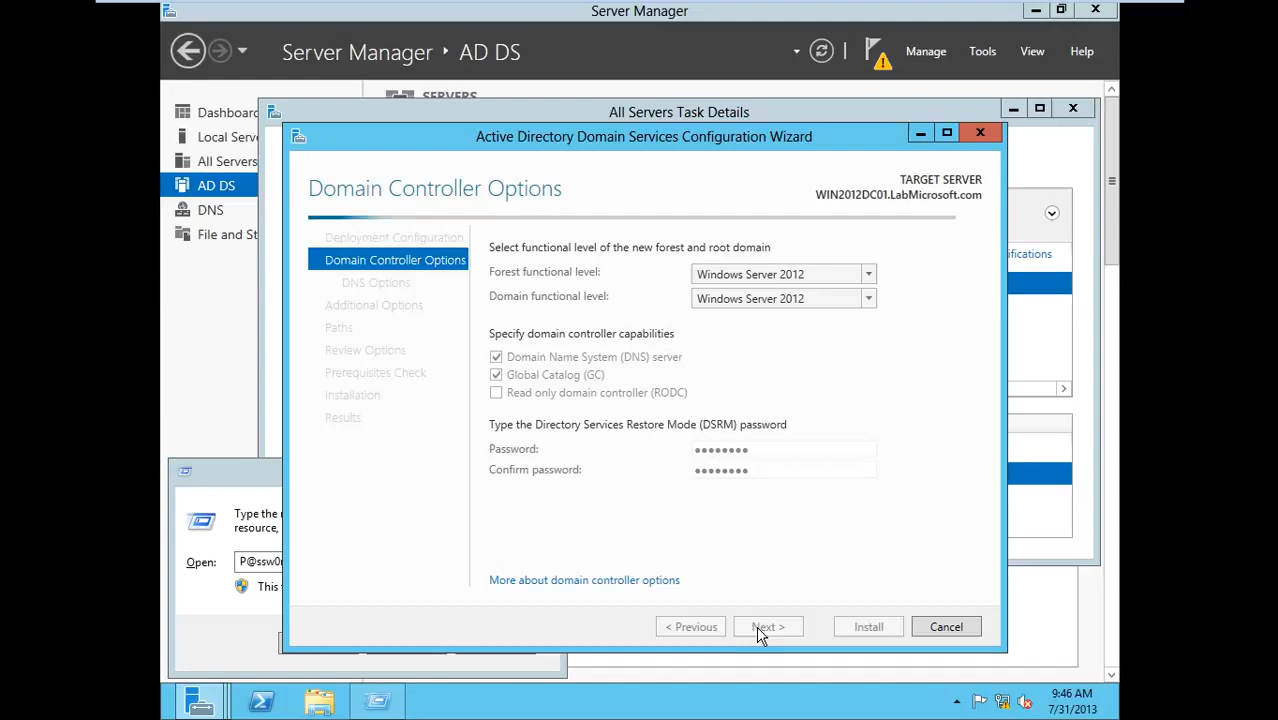 Server Manager
Server Manager • AD DS
Manage Tools View Help
SERVERS
Dashboar
Local Serve
All Servers
AD DS
DNS
File and St
All Servers Task Details
Active Directory Domain Services Configuration Wizard
Domain Controller Options
TARGET SERVER
WIN2012DC01.LabMicrosoft.com
Deployment Configuration
Domain Controller Options
DNS Options
Additional Options
Paths
Review Options
Prerequisites Check
Installation
Results
Select functional level of the new forest and root domain
Forest functional level: Windows Server 2012
Domain functional level: Windows Server 2012
Specify domain controller capabilities
Domain Name System (DNS) server
Global Catalog (GC)
Read only domain controller (RODC)
Type the Directory Services Restore Mode (DSRM) password
Password: ●●●●●●●●
Confirm password: ●●●●●●●●
More about domain controller options
< Previous Next > Install Cancel
ifications
Type the
resource,
Open: P@ssw0r
This
9:46 AM
7/31/2013